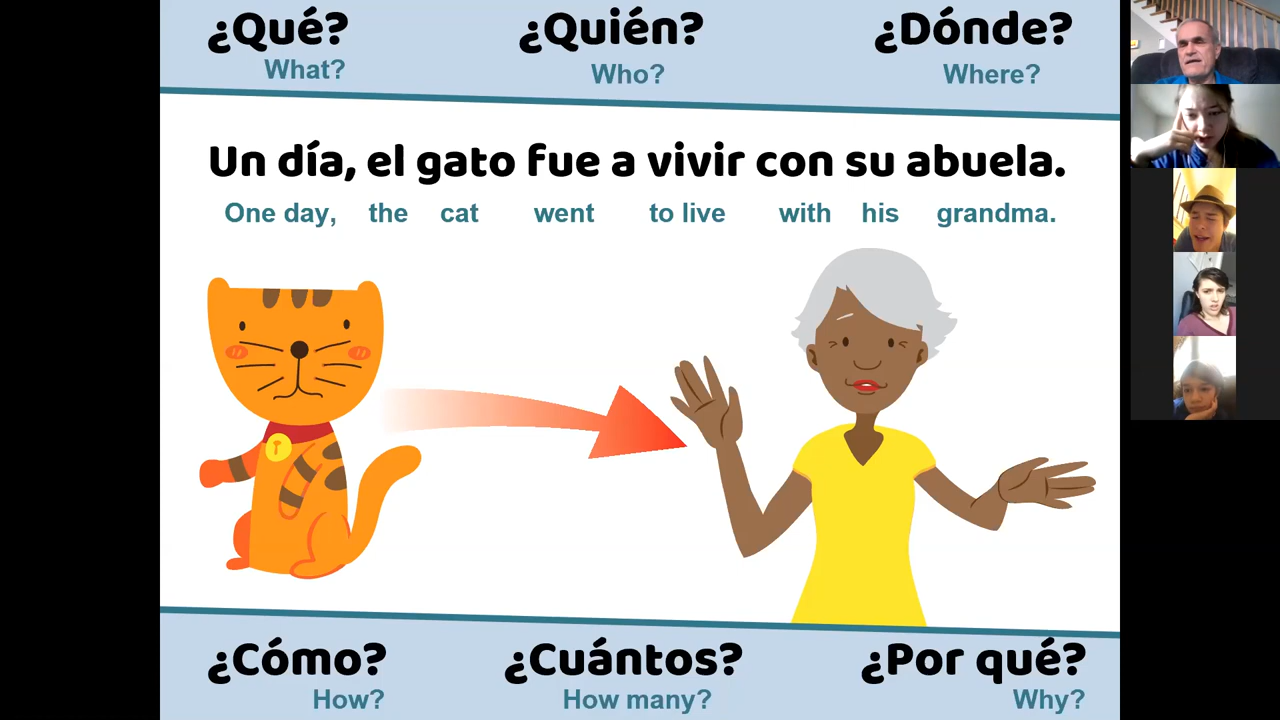 ¿Qué? ¿Quién? ¿Dónde?
What? Who? Where?
Un día, el gato fue a vivir con su abuela.
One day, the cat went to live with his grandma.
¿Cómo? ¿Cuántos? ¿Por qué?
How? How many? Why?